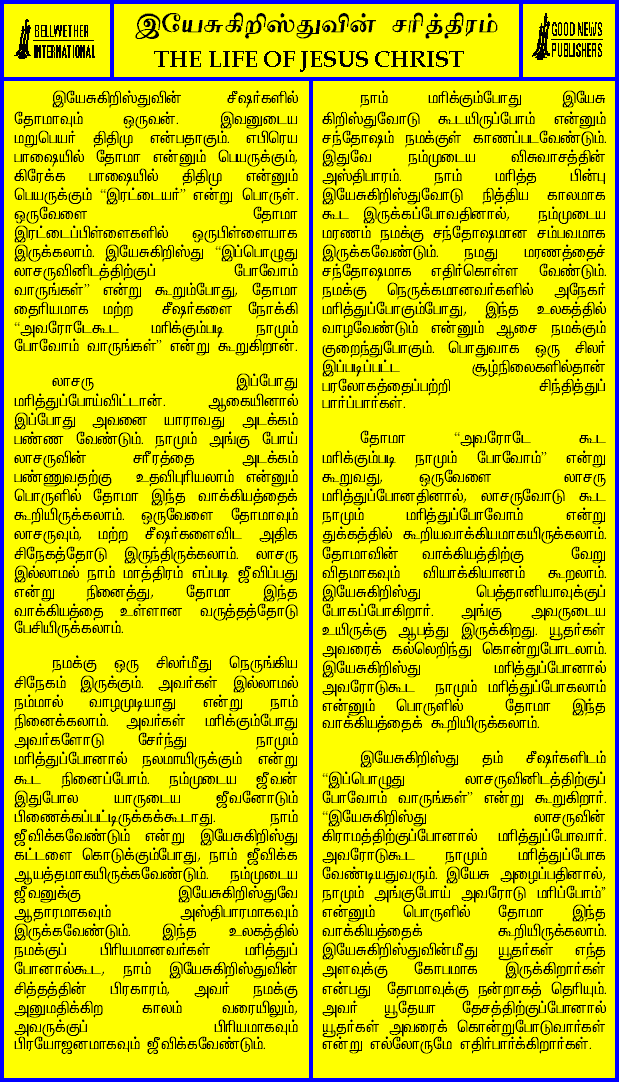 BELLWETHER
INTERNATIONAL
இயேசுகிறிஸ்துவின் சரித்திரம்
THE LIFE OF JESUS CHRIST
GOOD NEWS
PUBLISHERS
இயேசுகிறிஸ்துவின் சீஷர்களில்
தோமாவும் ஒருவன். இவனுடைய
மறுபெயர் திதிமு என்பதாகும். எபிரெய
பாஷையில் தோமா என்னும் பெயருக்கும்,
கிரேக்க பாஷையில் திதிமு என்னும்
பெயருக்கும் “இரட்டையர்” என்று பொருள்.
ஒருவேளை தோமா
இரட்டைப்பிள்ளைகளில் ஒருபிள்ளையாக
இருக்கலாம். இயேசுகிறிஸ்து “இப்பொழுது
லாசருவினிடத்திற்குப் போவோம்
வாருங்கள்” என்று கூறும்போது, தோமா
தைரியமாக மற்ற சீஷர்களை நோக்கி
“அவரோடேகூட மரிக்கும்படி நாமும்
போவோம் வாருங்கள்” என்று கூறுகிறான்.
லாசரு இப்போது
மரித்துப்போய்விட்டான். ஆகையினால்
இப்போது அவனை யாராவது அடக்கம்
பண்ண வேண்டும். நாமும் அங்கு போய்
லாசருவின் சரீரத்தை அடக்கம்
பண்ணுவதற்கு உதவிபுரியலாம் என்னும்
பொருளில் தோமா இந்த வாக்கியத்தைக்
கூறியிருக்கலாம். ஒருவேளை தோமாவும்
லாசருவும், மற்ற சீஷர்களைவிட அதிக
சிநேகத்தோடு இருந்திருக்கலாம். லாசரு
இல்லாமல் நாம் மாத்திரம் எப்படி ஜீவிப்பது
என்று நினைத்து, தோமா இந்த
வாக்கியத்தை உள்ளான வருத்தத்தோடு
பேசியிருக்கலாம்.
நமக்கு ஒரு சிலர்மீது நெருங்கிய
சிநேகம் இருக்கும். அவர்கள் இல்லாமல்
நம்மால் வாழமுடியாது என்று நாம்
நினைக்கலாம். அவர்கள் மரிக்கும்போது
அவர்களோடு சேர்ந்து நாமும்
மரித்துப்போனால் நலமாயிருக்கும் என்று
கூட நினைப்போம். நம்முடைய ஜீவன்
இதுபோல யாருடைய ஜீவனோடும்
பிணைக்கப்பட்டிருக்கக்கூடாது. நாம்
ஜீவிக்கவேண்டும் என்று இயேசுகிறிஸ்து
கட்டளை கொடுக்கும்போது, நாம் ஜீவிக்க
ஆயத்தமாகயிருக்கவேண்டும். நம்முடைய
ஜீவனுக்கு இயேசுகிறிஸ்துவே
ஆதாரமாகவும் அஸ்திபாரமாகவும்
இருக்கவேண்டும். இந்த உலகத்தில்
நமக்குப் பிரியமானவர்கள் மரித்துப்
போனால்கூட, நாம் இயேசுகிறிஸ்துவின்
சித்தத்தின் பிரகாரம், அவர் நமக்கு
அனுமதிக்கிற காலம் வரையிலும்,
அவருக்குப் பிரியமாகவும்
பிரயோஜனமாகவும் ஜீவிக்கவேண்டும்.
நாம் மரிக்கும்போது இயேசு
கிறிஸ்துவோடு கூடயிருப்போம் என்னும்
சந்தோஷம் நமக்குள் காணப்படவேண்டும்.
இதுவே நம்முடைய விசுவாசத்தின்
அஸ்திபாரம். நாம் மரித்த பின்பு
இயேசுகிறிஸ்துவோடு நித்திய காலமாக
கூட இருக்கப்போவதினால், நம்முடைய
மரணம் நமக்கு சந்தோஷமான சம்பவமாக
இருக்கவேண்டும். நமது மரணத்தைச்
சந்தோஷமாக எதிர்கொள்ள வேண்டும்.
நமக்கு நெருக்கமானவர்களில் அநேகர்
மரித்துப்போகும்போது, இந்த உலகத்தில்
வாழவேண்டும் என்னும் ஆசை நமக்கும்
குறைந்துபோகும். பொதுவாக ஒரு சிலர்
இப்படிப்பட்ட சூழ்நிலைகளில்தான்
பரலோகத்தைப்பற்றி சிந்தித்துப்
பார்ப்பார்கள்.
தோமா “அவரோடே கூட
மரிக்கும்படி நாமும் போவோம்” என்று
கூறுவது, ஒருவேளை லாசரு
மரித்துப்போனதினால், லாசருவோடு கூட
நாமும் மரித்துப்போவோம் என்று
துக்கத்தில் கூறியவாக்கியமாகயிருக்கலாம்.
தோமாவின் வாக்கியத்திற்கு வேறு
விதமாகவும் வியாக்கியானம் கூறலாம்.
இயேசுகிறிஸ்து பெத்தானியாவுக்குப்
போகப்போகிறார். அங்கு அவருடைய
உயிருக்கு ஆபத்து இருக்கிறது. யூதர்கள்
அவரைக் கல்லெறிந்து கொன்றுபோடலாம்.
இயேசுகிறிஸ்து மரித்துப்போனால்
அவரோடுகூட நாமும் மரித்துப்போகலாம்
என்னும் பொருளில் தோமா இந்த
வாக்கியத்தைக் கூறியிருக்கலாம்.
இயேசுகிறிஸ்து தம் சீஷர்களிடம்
“இப்பொழுது லாசருவினிடத்திற்குப்
போவோம் வாருங்கள்” என்று கூறுகிறார்.
“இயேசுகிறிஸ்து லாசருவின்
கிராமத்திற்குப்போனால் மரித்துப்போவார்.
அவரோடுகூட நாமும் மரித்துப்போக
வேண்டியதுவரும். இயேசு அழைப்பதினால்,
நாமும் அங்குபோய் அவரோடு மரிப்போம்”
என்னும் பொருளில் தோமா இந்த
வாக்கியத்தைக் கூறியிருக்கலாம்.
இயேசுகிறிஸ்துவின்மீது யூதர்கள் எந்த
அளவுக்கு கோபமாக இருக்கிறார்கள்
என்பது தோமாவுக்கு நன்றாகத் தெரியும்.
அவர் யூதேயா தேசத்திற்குப்போனால்
யூதர்கள் அவரைக் கொன்றுபோடுவார்கள்
என்று எல்லோருமே எதிர்பார்க்கிறார்கள்.